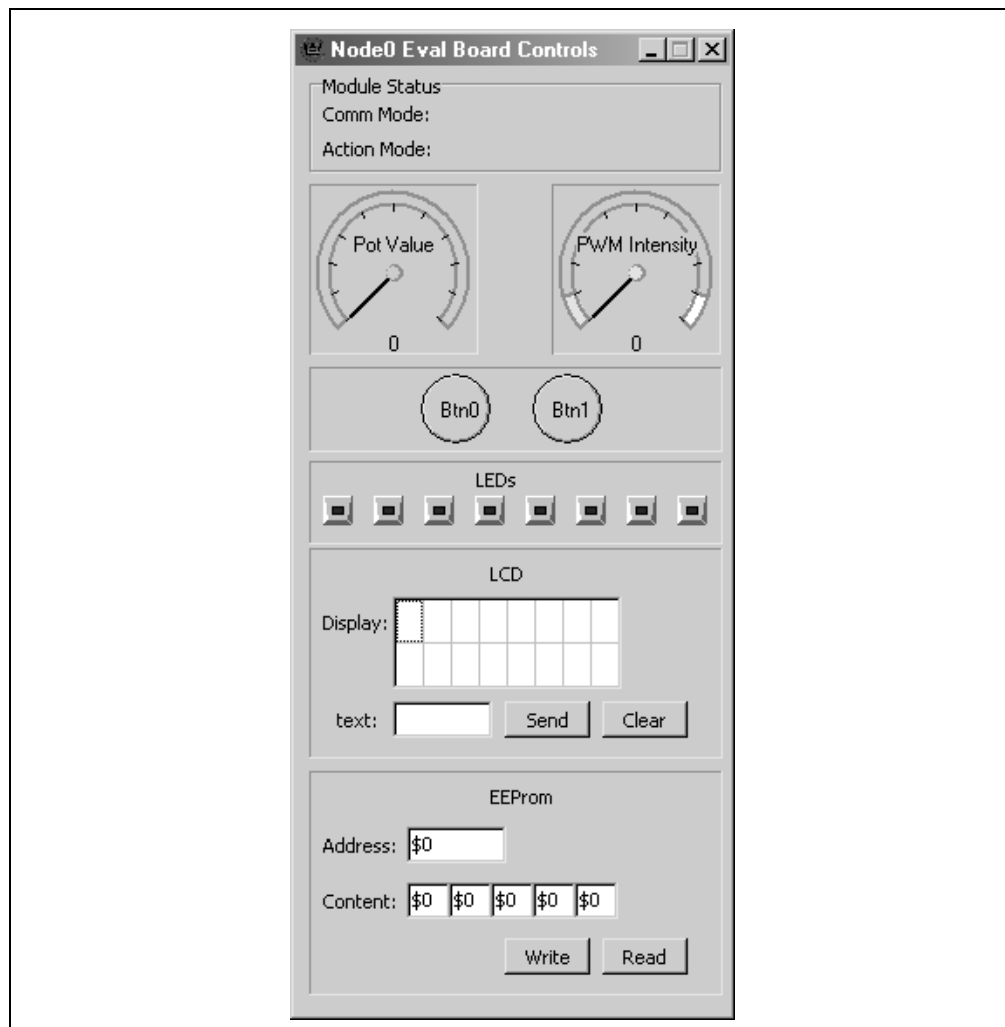 Node0 Eval Board Controls
Module Status
Comm Mode:
Action Mode:
Pot Value
0
PWM Intensity
0
Btn0 Btn1
LEDs
LCD
Display:
text: Send Clear
EEProm
Address: $0
Content: $0 $0 $0 $0 $0
Write Read